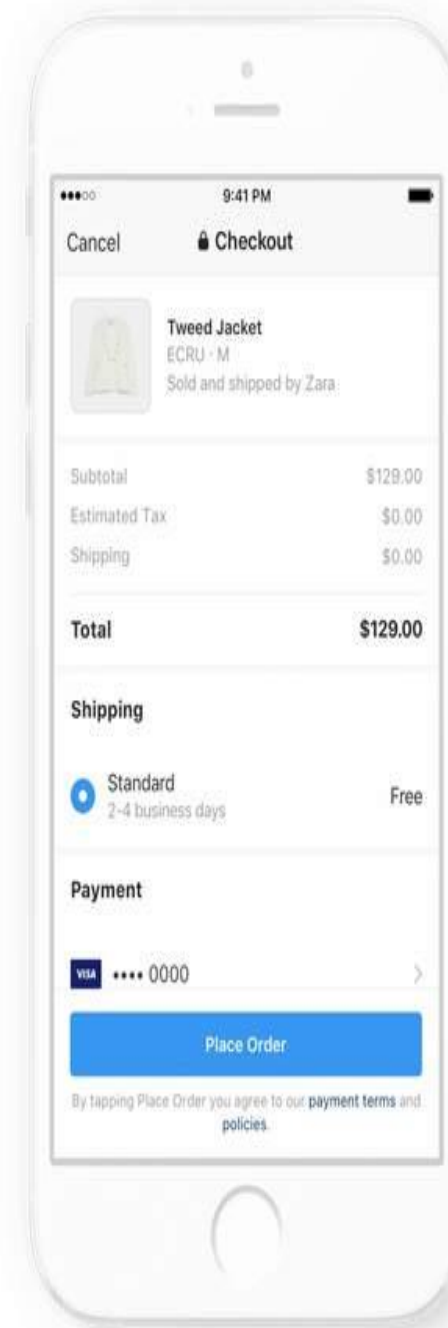 9:41 PM
Cancel Checkout
Tweed Jacket
ECRU · M
Sold and shipped by Zara
Subtotal $129.00
Estimated Tax $0.00
Shipping $0.00
Total $129.00
Shipping
Standard Free
2-4 business days
Payment
VISA •••• 0000
Place Order
By tapping Place Order you agree to our payment terms and
policies.